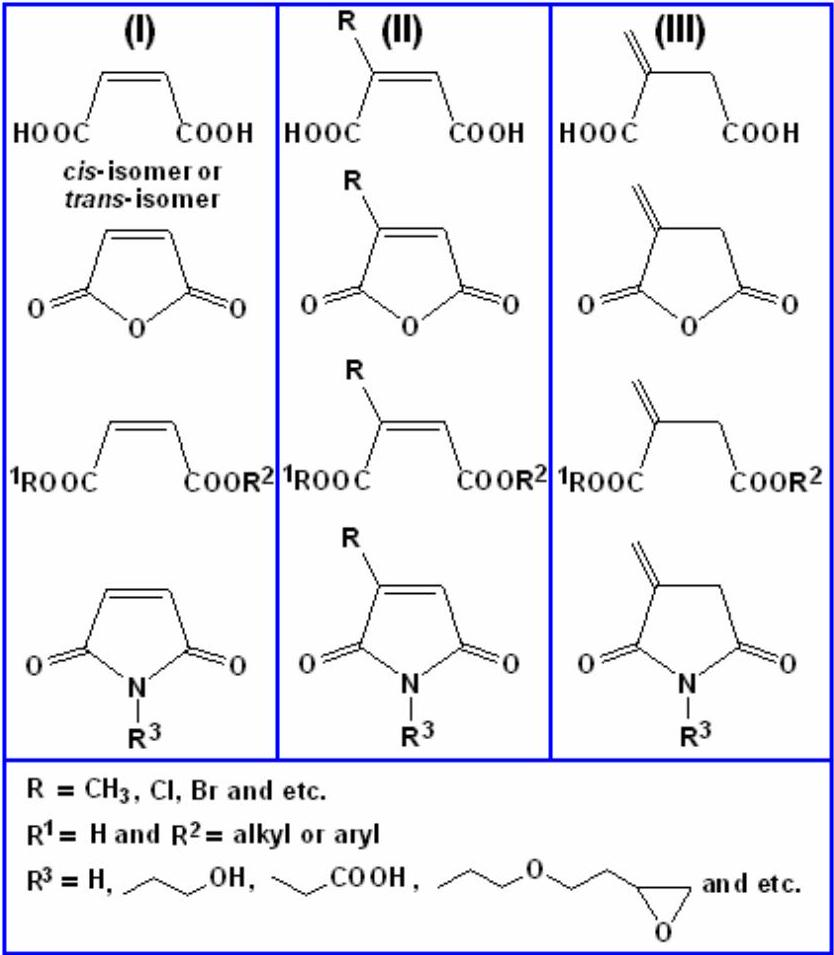 (I)
(II)
(III)
R
HOOC COOH
HOOC COOH
HOOC COOH
cis-isomer or
trans-isomer
R
O O O
O O O
O O O
R
¹ROOC COOR²
¹ROOC COOR²
¹ROOC COOR²
R
O N O
O N O
O N O
R³
R³
R³
R = CH₃, Cl, Br and etc.
R¹= H and R²= alkyl or aryl
R³ = H, OH, COOH, O O and etc.